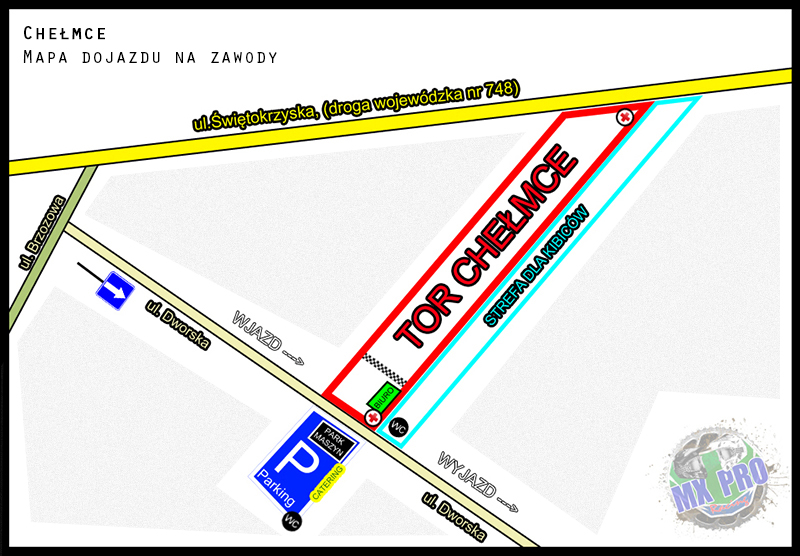 CHEŁMCE
MAPA DOJAZDU NA ZAWODY
ul.Świętokrzyska, (droga wojewódzka nr 748)
ul. Brzozowa
TOR CHEŁMCE
STREFA DLA KIBICÓW
ul. Dworska
WJAZD --->
BIURO
WC
PARK
MASZYN
P
Parking
CATERING
WC
WYJAZD --->
ul. Dworska
MX PRO